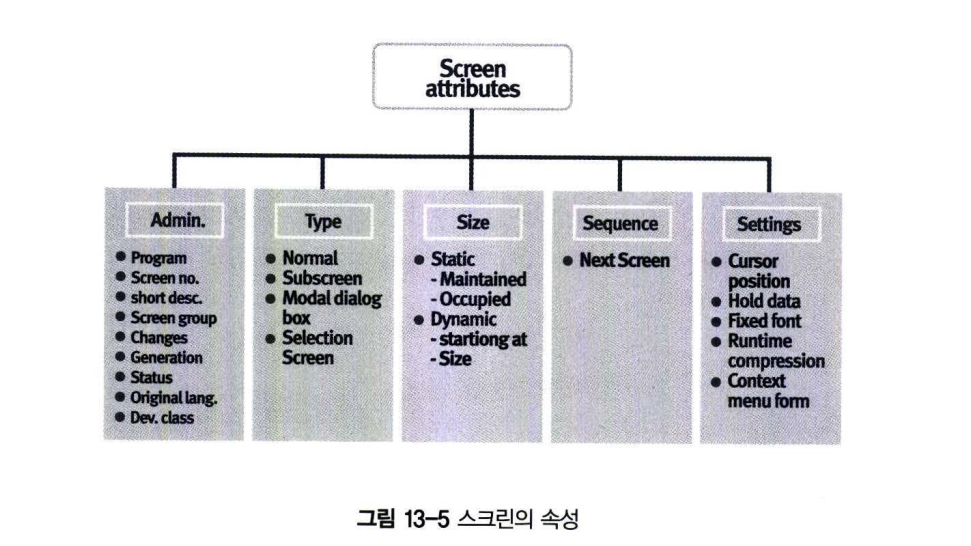 Screen
attributes
Admin.
● Program
● Screen no.
● short desc.
● Screen group
● Changes
● Generation
● Status
● Original lang.
● Dev. class
Type
● Normal
● Subscreen
● Modal dialog
box
● Selection
Screen
Size
● Static
- Maintained
- Occupied
● Dynamic
- startiong at
- Size
Sequence
● Next Screen
Settings
● Cursor
position
● Hold data
● Fixed font
● Runtime
compression
● Context
menu form
그림 13-5 스크린의 속성